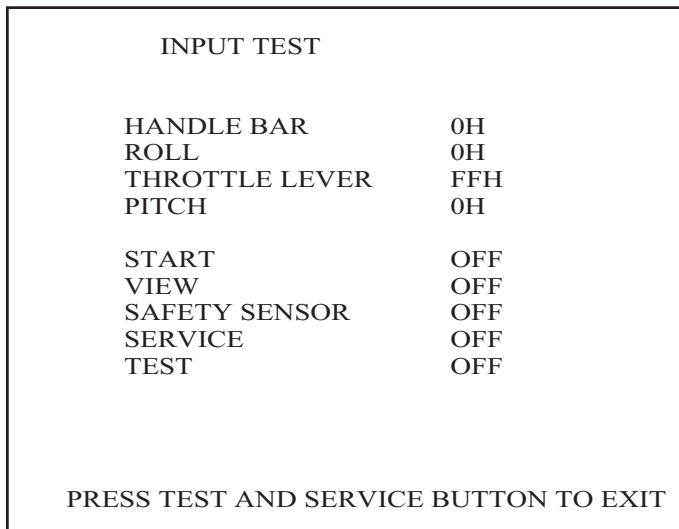 INPUT TEST
HANDLE BAR 0H
ROLL 0H
THROTTLE LEVER FFH
PITCH 0H
START OFF
VIEW OFF
SAFETY SENSOR OFF
SERVICE OFF
TEST OFF
PRESS TEST AND SERVICE BUTTON TO EXIT